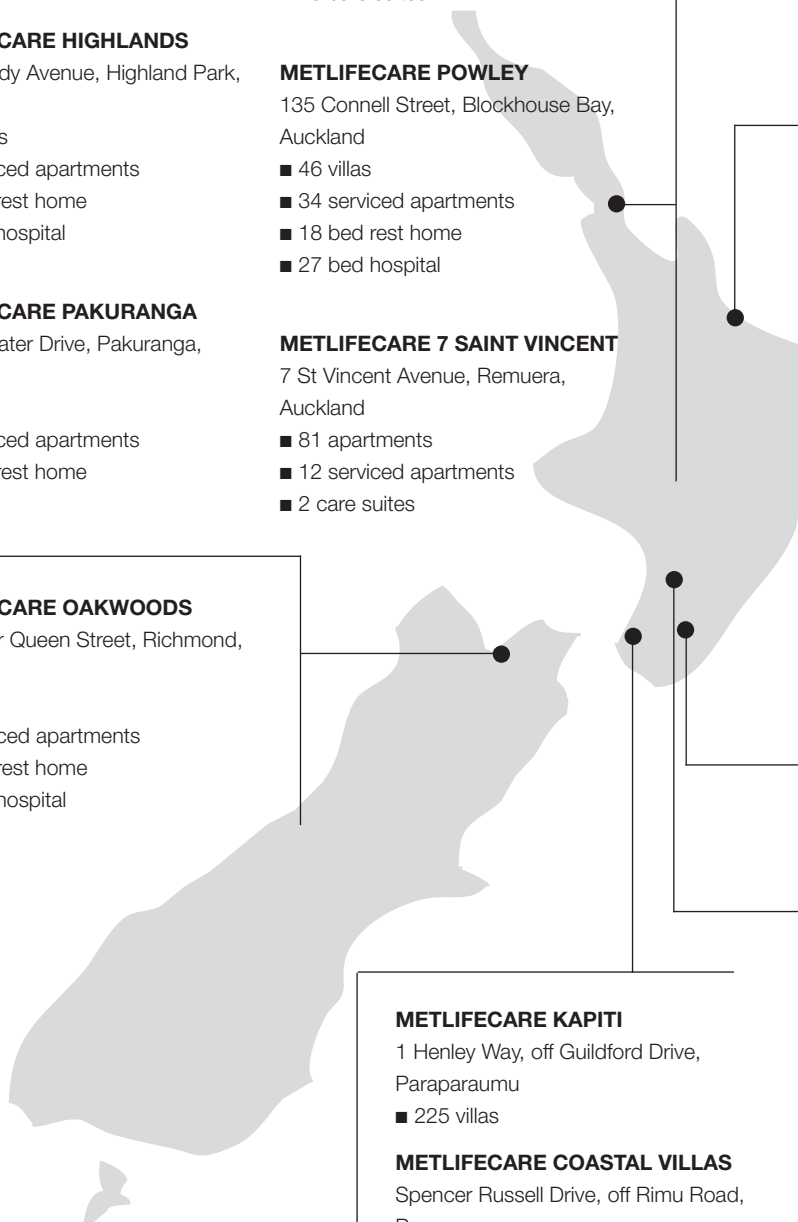 CARE HIGHLANDS
dy Avenue, Highland Park,
s
ced apartments
rest home
hospital
CARE PAKURANGA
ater Drive, Pakuranga,
ced apartments
rest home
METLIFECARE POWLEY
135 Connell Street, Blockhouse Bay,
Auckland
■ 46 villas
■ 34 serviced apartments
■ 18 bed rest home
■ 27 bed hospital
METLIFECARE 7 SAINT VINCENT
7 St Vincent Avenue, Remuera,
Auckland
■ 81 apartments
■ 12 serviced apartments
■ 2 care suites
CARE OAKWOODS
r Queen Street, Richmond,
ced apartments
rest home
hospital
METLIFECARE KAPITI
1 Henley Way, off Guildford Drive,
Paraparaumu
■ 225 villas
METLIFECARE COASTAL VILLAS
Spencer Russell Drive, off Rimu Road,